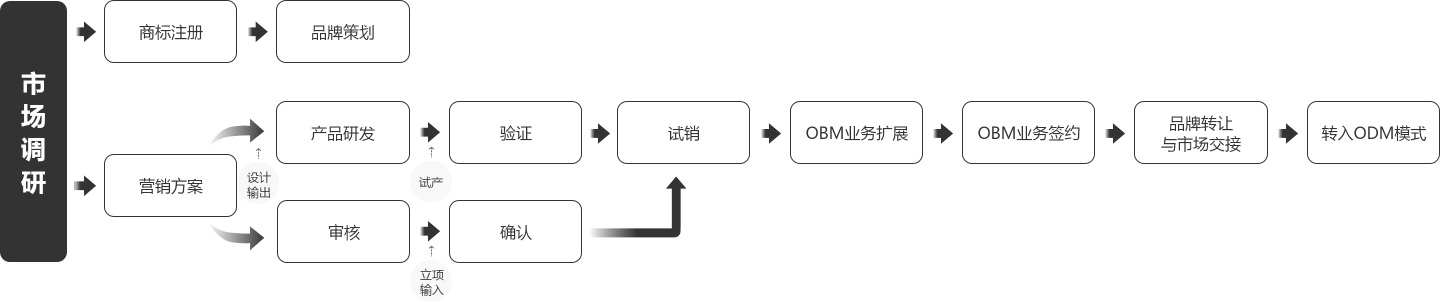 市
场
调
研
商标注册
品牌策划
营销方案
设计
输出
产品研发
试产
验证
审核
立项
输入
确认
试销
OBM业务扩展
OBM业务签约
品牌转让
与市场交接
转入ODM模式